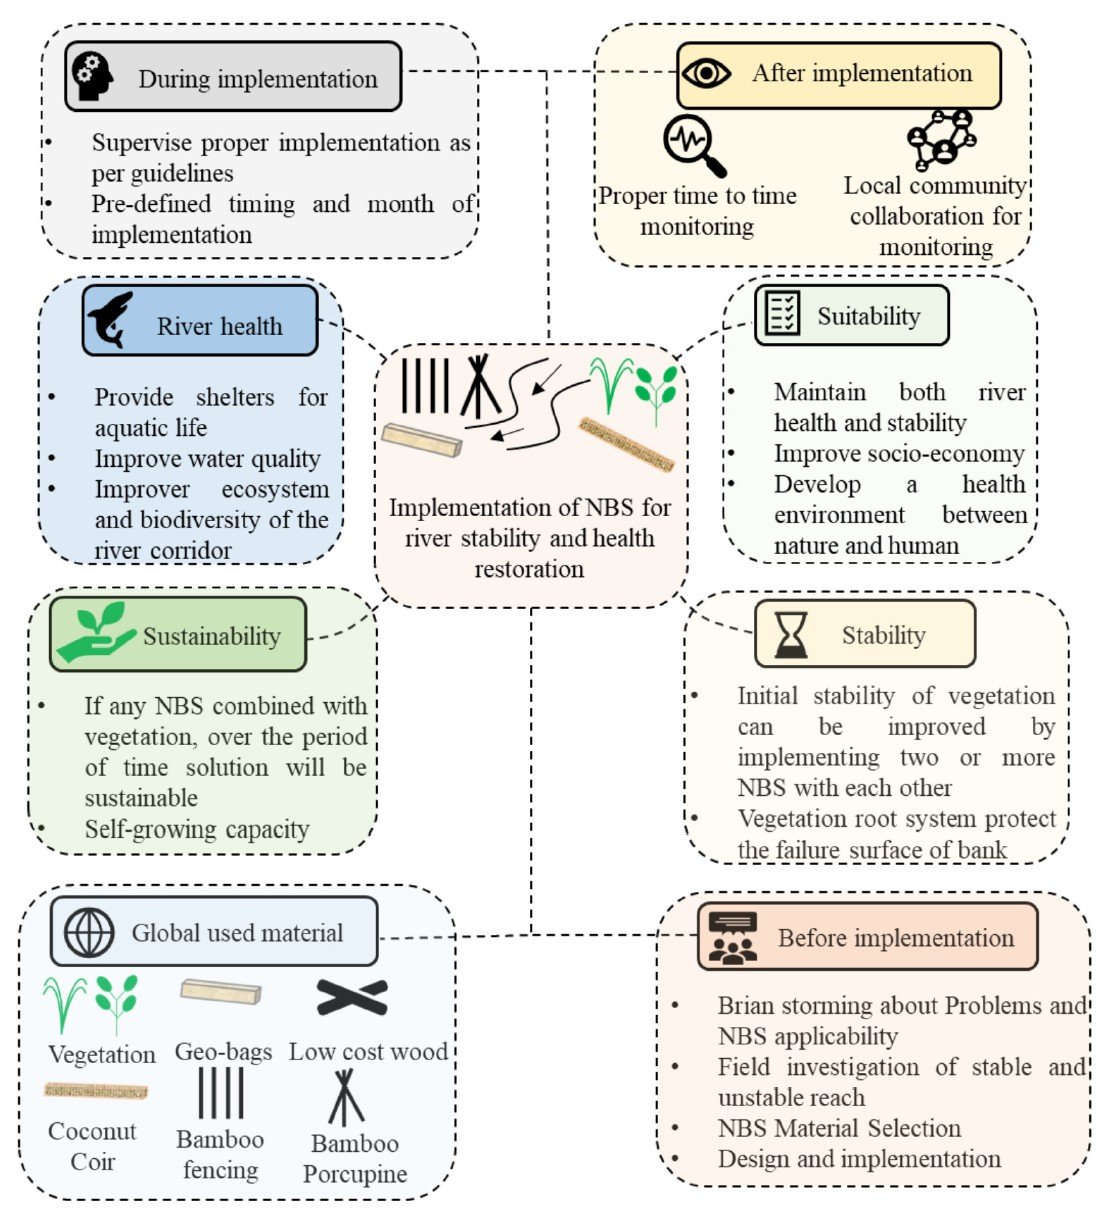 During implementation
Supervise proper implementation as
per guidelines
Pre-defined timing and month of
implementation
After implementation
Proper time to time
monitoring
Local community
collaboration for
monitoring
River health
Provide shelters for
aquatic life
Improve water quality
Improver ecosystem
and biodiversity of the
river corridor
Implementation of NBS for
river stability and health
restoration
Suitability
Maintain both river
health and stability
Improve socio-economy
Develop a health
environment between
nature and human
Sustainability
If any NBS combined with
vegetation, over the period
of time solution will be
sustainable
Self-growing capacity
Stability
Initial stability of vegetation
can be improved by
implementing two or more
NBS with each other
Vegetation root system protect
the failure surface of bank
Global used material
Vegetation
Geo-bags
Low cost wood
Coconut
Coir
Bamboo
fencing
Bamboo
Porcupine
Before implementation
Brian storming about Problems and
NBS applicability
Field investigation of stable and
unstable reach
NBS Material Selection
Design and implementation